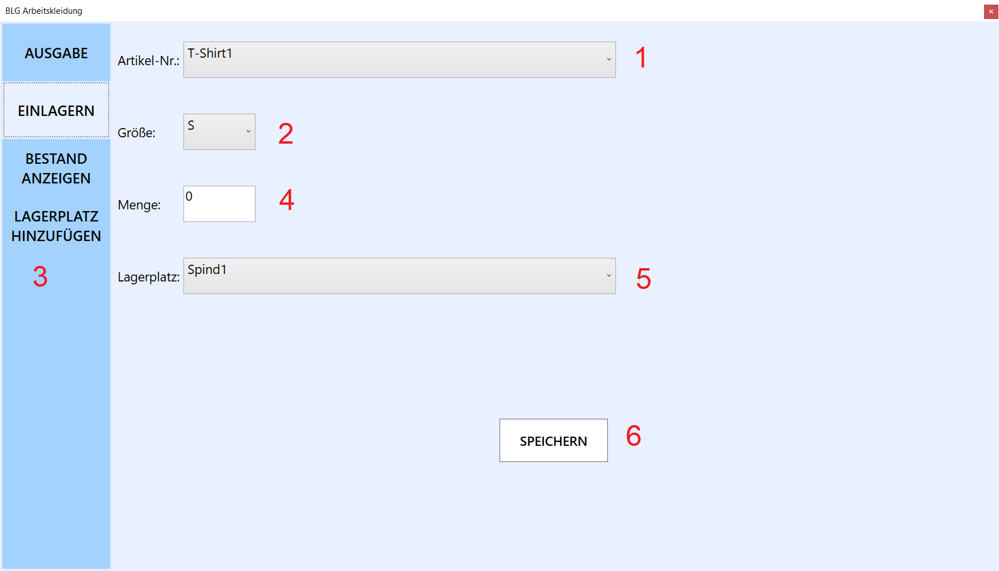 BLG Arbeitskleidung
AUSGABE
EINLAGERN
BESTAND
ANZEIGEN
LAGERPLATZ
HINZUFÜGEN
3
Artikel-Nr.: T-Shirt1 1
Größe: S 2
Menge: 0 4
Lagerplatz: Spind1 5
SPEICHERN 6